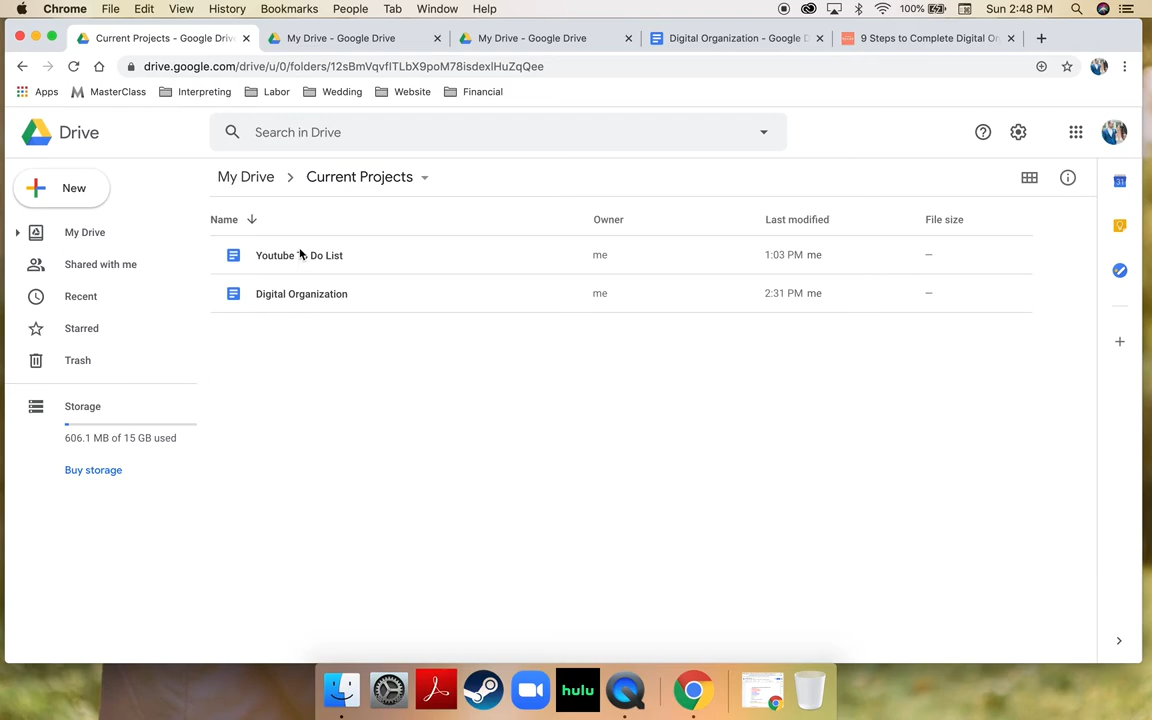 Chrome File Edit View History Bookmarks People Tab Window Help 100% Sun 2:48 PM
Current Projects - Google Drive My Drive - Google Drive My Drive - Google Drive Digital Organization - Google D 9 Steps to Complete Digital Or
drive.google.com/drive/u/0/folders/12sBmVqvfITLbX9poM78isdexIHuZqQee
Apps MasterClass Interpreting Labor Wedding Website Financial
Drive Search in Drive
New My Drive Current Projects
Name Owner Last modified File size
My Drive
Youtube Do List me 1:03 PM me –
Shared with me
Recent Digital Organization me 2:31 PM me –
Starred
Trash
Storage
606.1 MB of 15 GB used
Buy storage
hulu
31